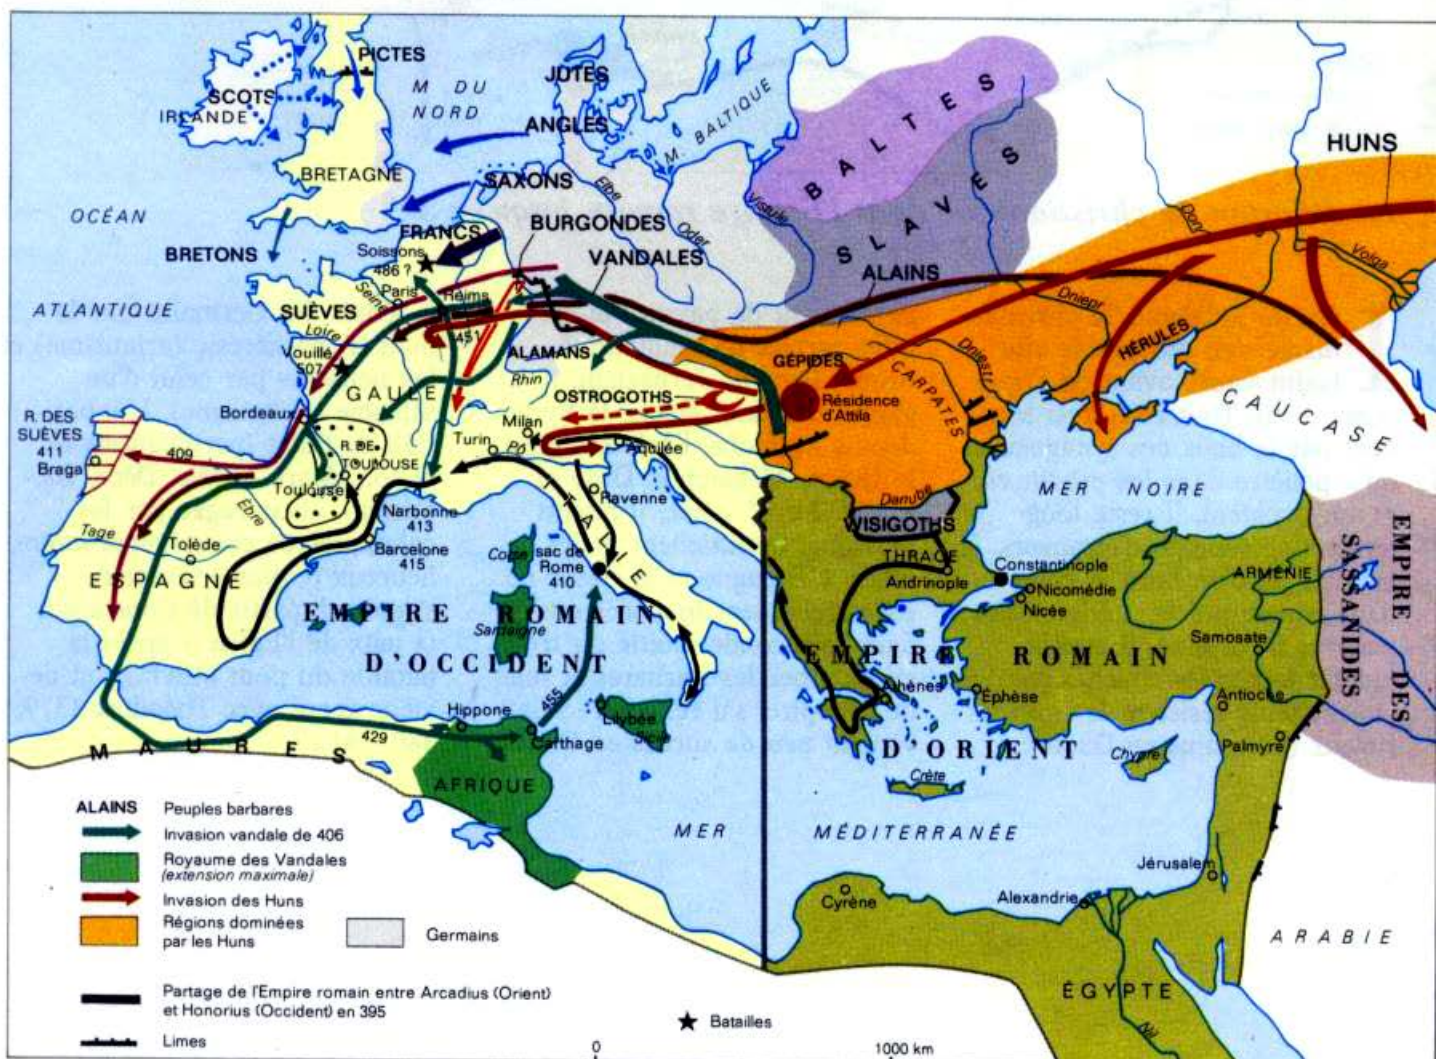 PICTES
SCOTS
IRLANDE
M. DU
NORD
JUTES
ANGLES
M. BALTIQUE
BALTES
SLAVES
HUNS
BRETAGNE
SAXONS
Elbe
Oder
Vistule
Don
Volga
OCÉAN
ATLANTIQUE
BRETONS
FRANCS
Soissons
486 ?
BURGONDES
VANDALES
ALAINS
Dniepr
Paris
Seine
Reims
451
SUÈVES
Loire
Vouillé
507
ALAMANS
Rhin
GÉPIDES
CARPATES
Dniestr
HÉRULES
GAULE
OSTROGOTHS
Résidence
d'Attila
CAUCASE
R. DES
SUÈVES
411
Braga
409
Bordeaux
R. DE
TOULOUSE
Toulouse
Milan
Turin
Pô
Aquilée
Ravenne
Danube
MER NOIRE
Tage
Èbre
Tolède
ESPAGNE
Narbonne
413
Barcelone
415
Corse
ITALIE
sac de
Rome
410
WISIGOTHS
THRACE
Andrinople
Constantinople
Nicomédie
Nicée
ARMÉNIE
EMPIRE DES
SASSANIDES
EMPIRE ROMAIN
D'OCCIDENT
Sardaigne
EMPIRE ROMAIN
D'ORIENT
Samosate
Athènes
Éphèse
Antioche
Palmyre
Chypre
Crète
Hippone
429
Carthage
455
Lilybée
Sicile
MAURES
AFRIQUE
MER MÉDITERRANÉE
Cyrène
Alexandrie
Jérusalem
ARABIE
ÉGYPTE
Nil
ALAINS Peuples barbares
Invasion vandale de 406
Royaume des Vandales
(extension maximale)
Invasion des Huns
Régions dominées
par les Huns
Germains
Partage de l'Empire romain entre Arcadius (Orient)
et Honorius (Occident) en 395
Limes
Batailles
0 1000 km